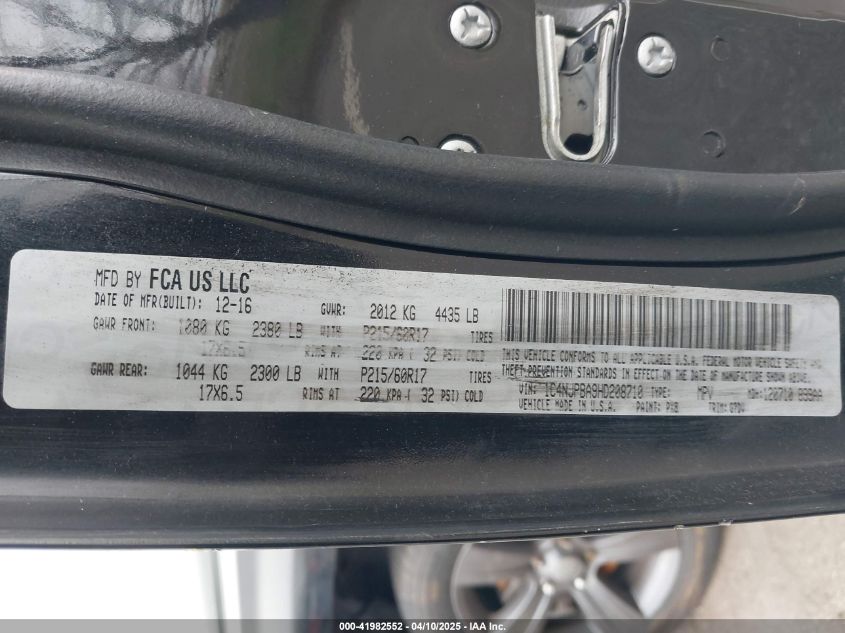 MFD BY FCA US LLC
DATE OF MFR(BUILT): 12-16 GVWR: 2012 KG 4435 LB
GAWR FRONT: 1080 KG 2380 LB WITH P215/60R17 TIRES
17X6.5 RIMS AT 220 KPA ( 32 PSI) COLD
GAWR REAR: 1044 KG 2300 LB WITH P215/60R17 TIRES
17X6.5 RIMS AT 220 KPA ( 32 PSI) COLD
THIS VEHICLE CONFORMS TO ALL APPLICABLE U.S.A. FEDERAL MOTOR VEHICLE SAFETY AND
THEFT PREVENTION STANDARDS IN EFFECT ON THE DATE OF MANUFACTURE SHOWN ABOVE.
VIN: 1C4NJPBA9HD208710 TYPE: MPV MDH: 120710
VEHICLE MADE IN U.S.A. PAINT: PX8 TRIM:
000-41982552 - 04/10/2025 - IAA Inc.